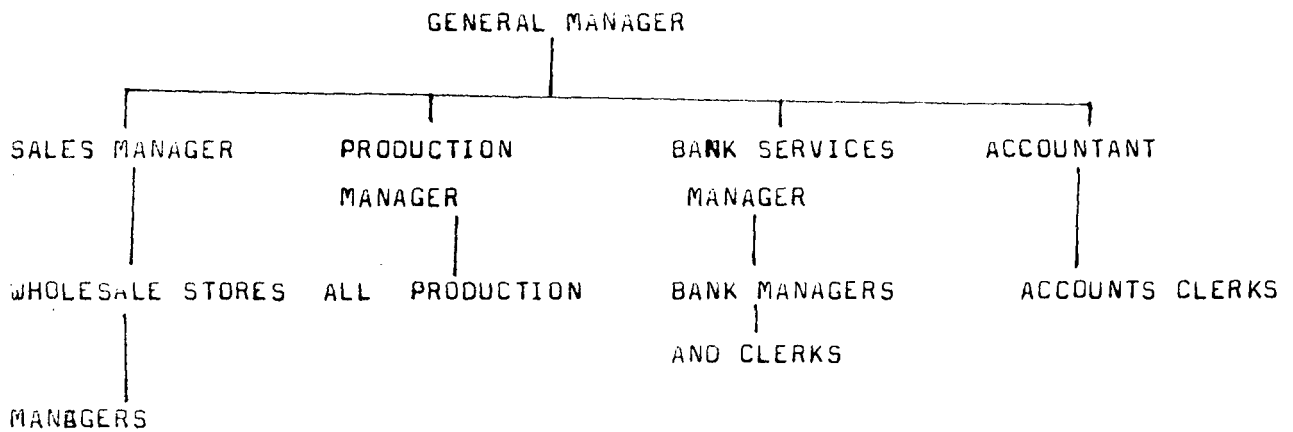 GENERAL MANAGER
SALES MANAGER PRODUCTION BANK SERVICES ACCOUNTANT
MANAGER MANAGER
WHOLESALE STORES ALL PRODUCTION BANK MANAGERS ACCOUNTS CLERKS
AND CLERKS
MANAGERS